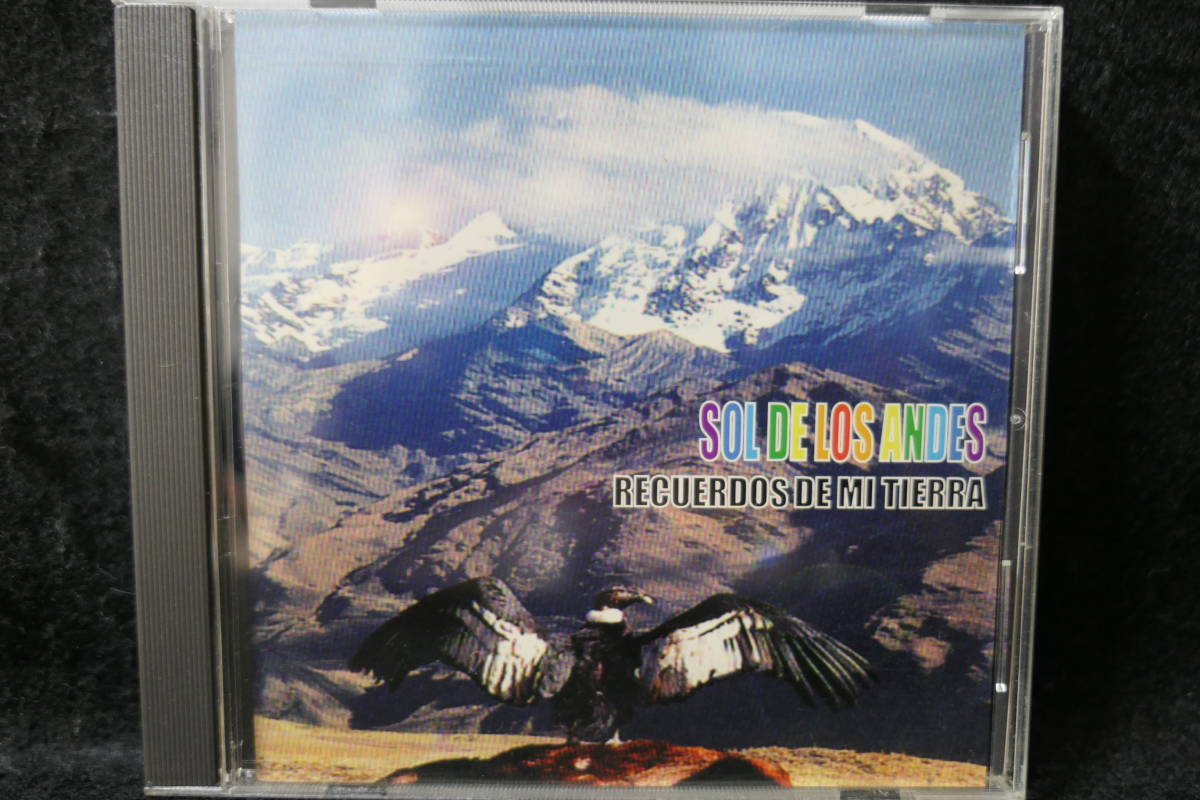 SOL DE LOS ANDES
RECUERDOS DE MI TIERRA